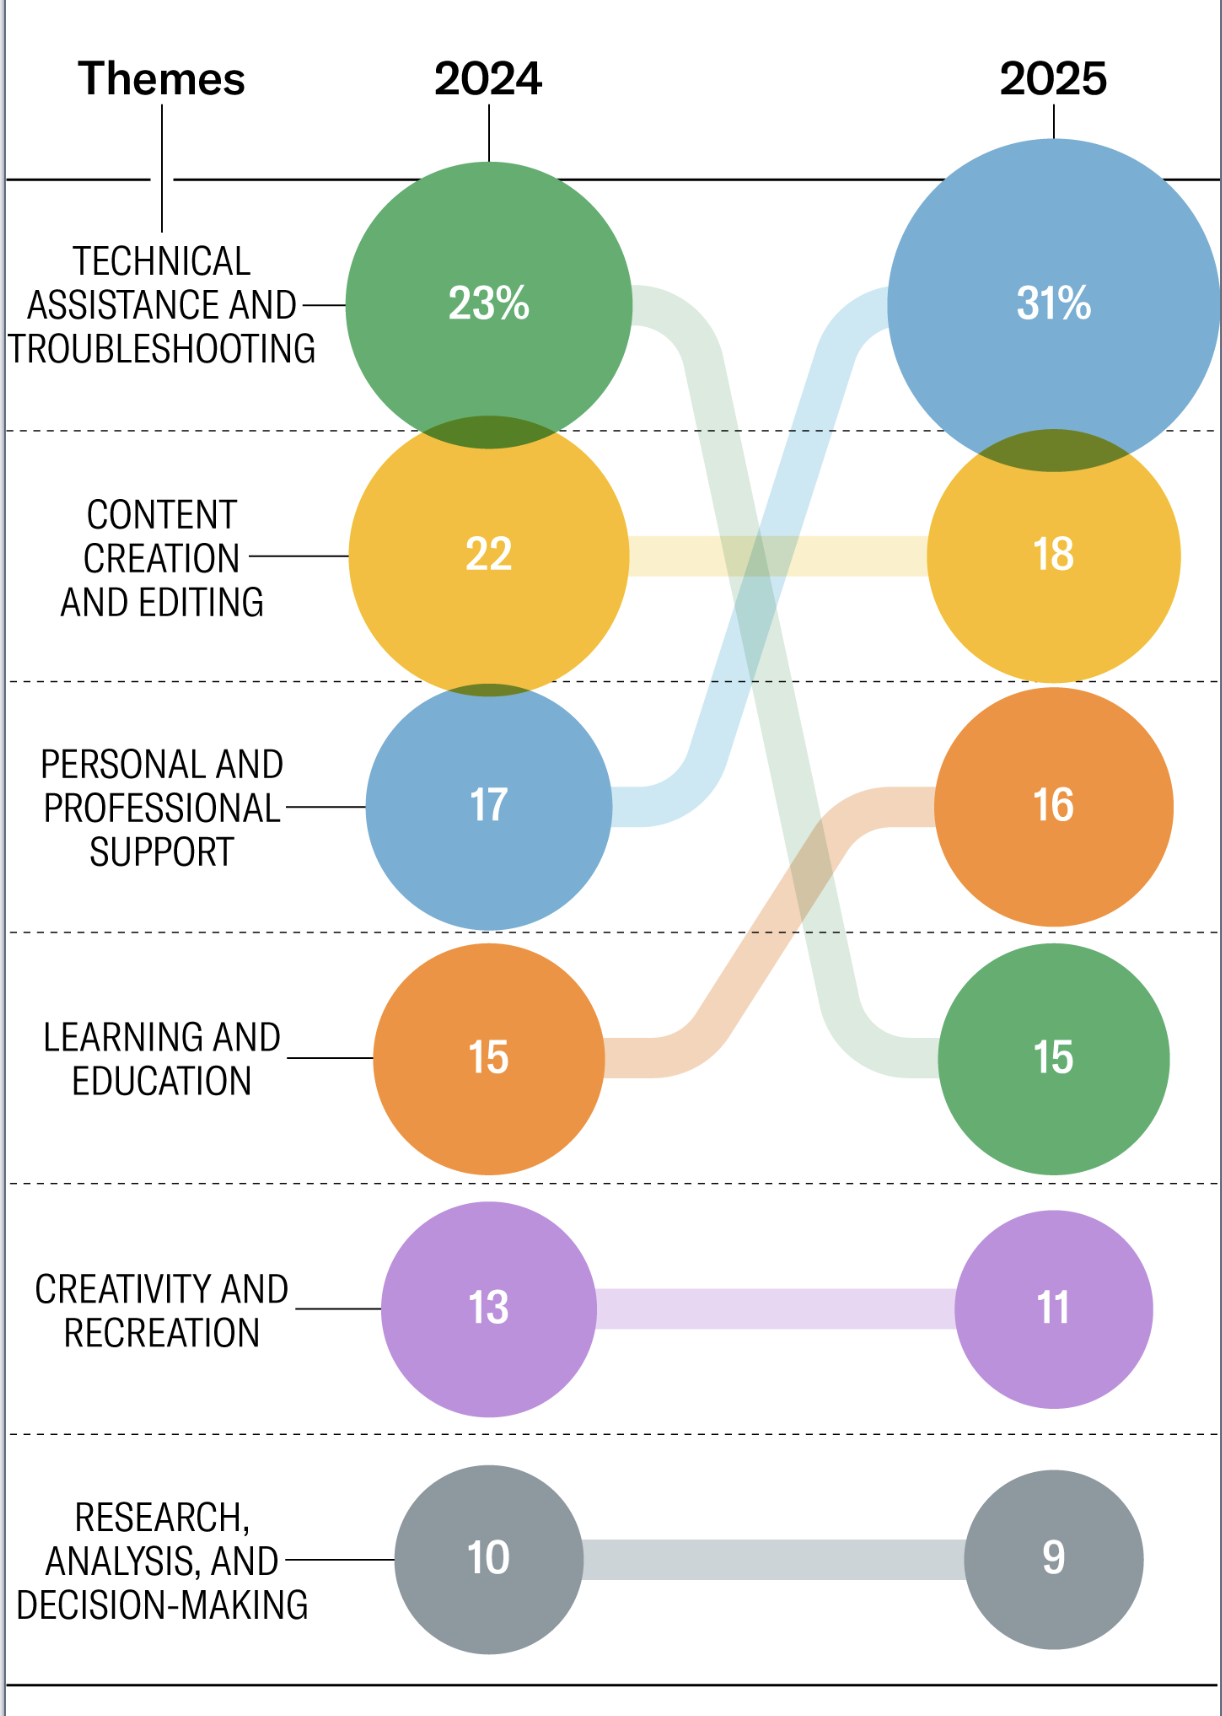 Themes 2024 2025
TECHNICAL
ASSISTANCE AND
TROUBLESHOOTING
23% 31%
CONTENT
CREATION
AND EDITING
22 18
PERSONAL AND
PROFESSIONAL
SUPPORT
17 16
LEARNING AND
EDUCATION
15 15
CREATIVITY AND
RECREATION
13 11
RESEARCH,
ANALYSIS, AND
DECISION-MAKING
10 9